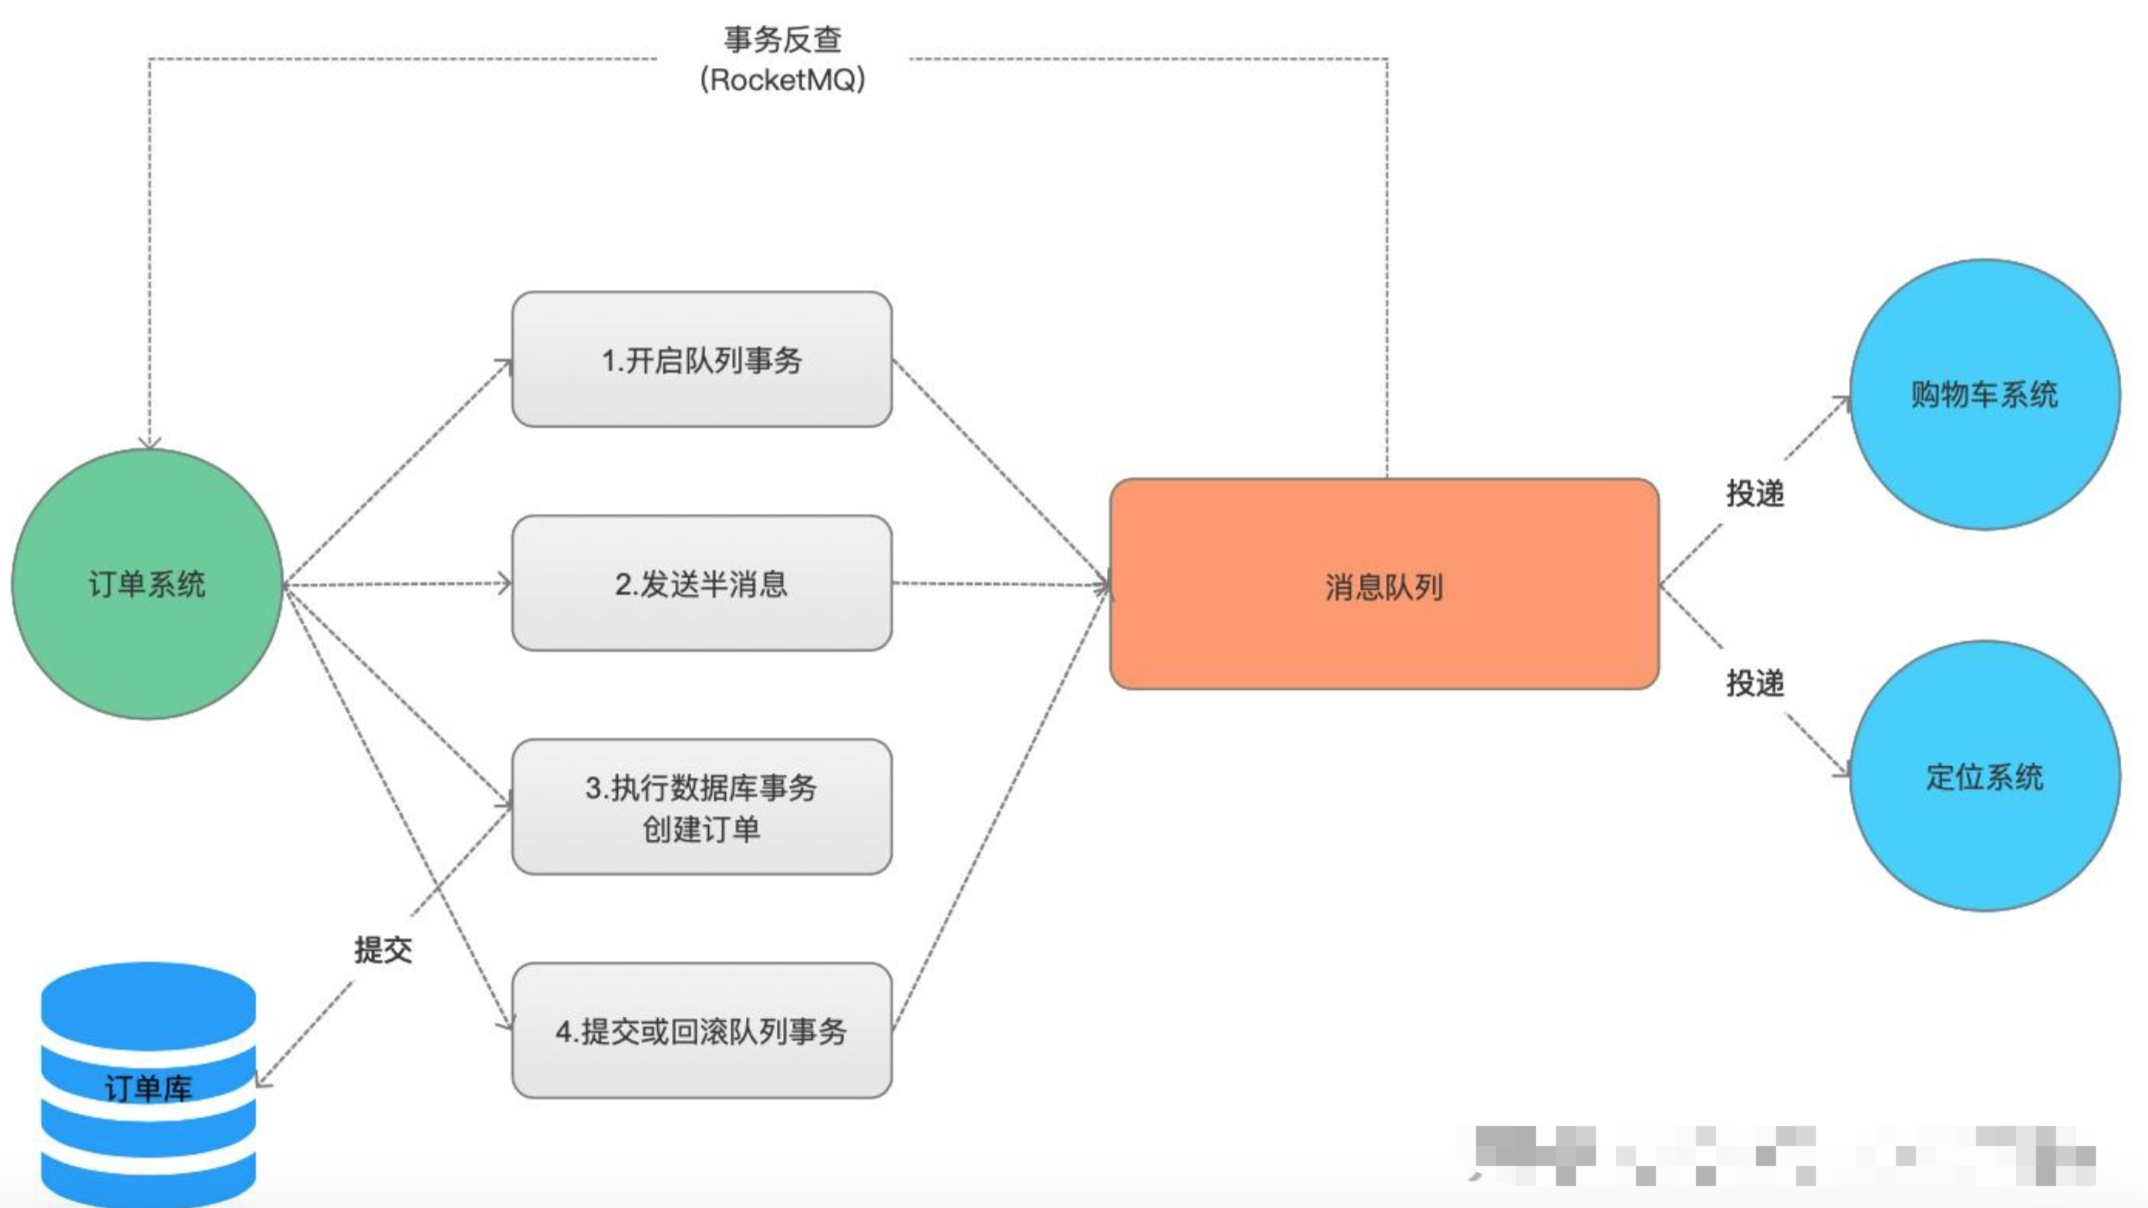 事务反查
(RocketMQ)
1.开启队列事务
购物车系统
投递
订单系统
2.发送半消息
消息队列
投递
3.执行数据库事务
创建订单
定位系统
提交
4.提交或回滚队列事务
订单库